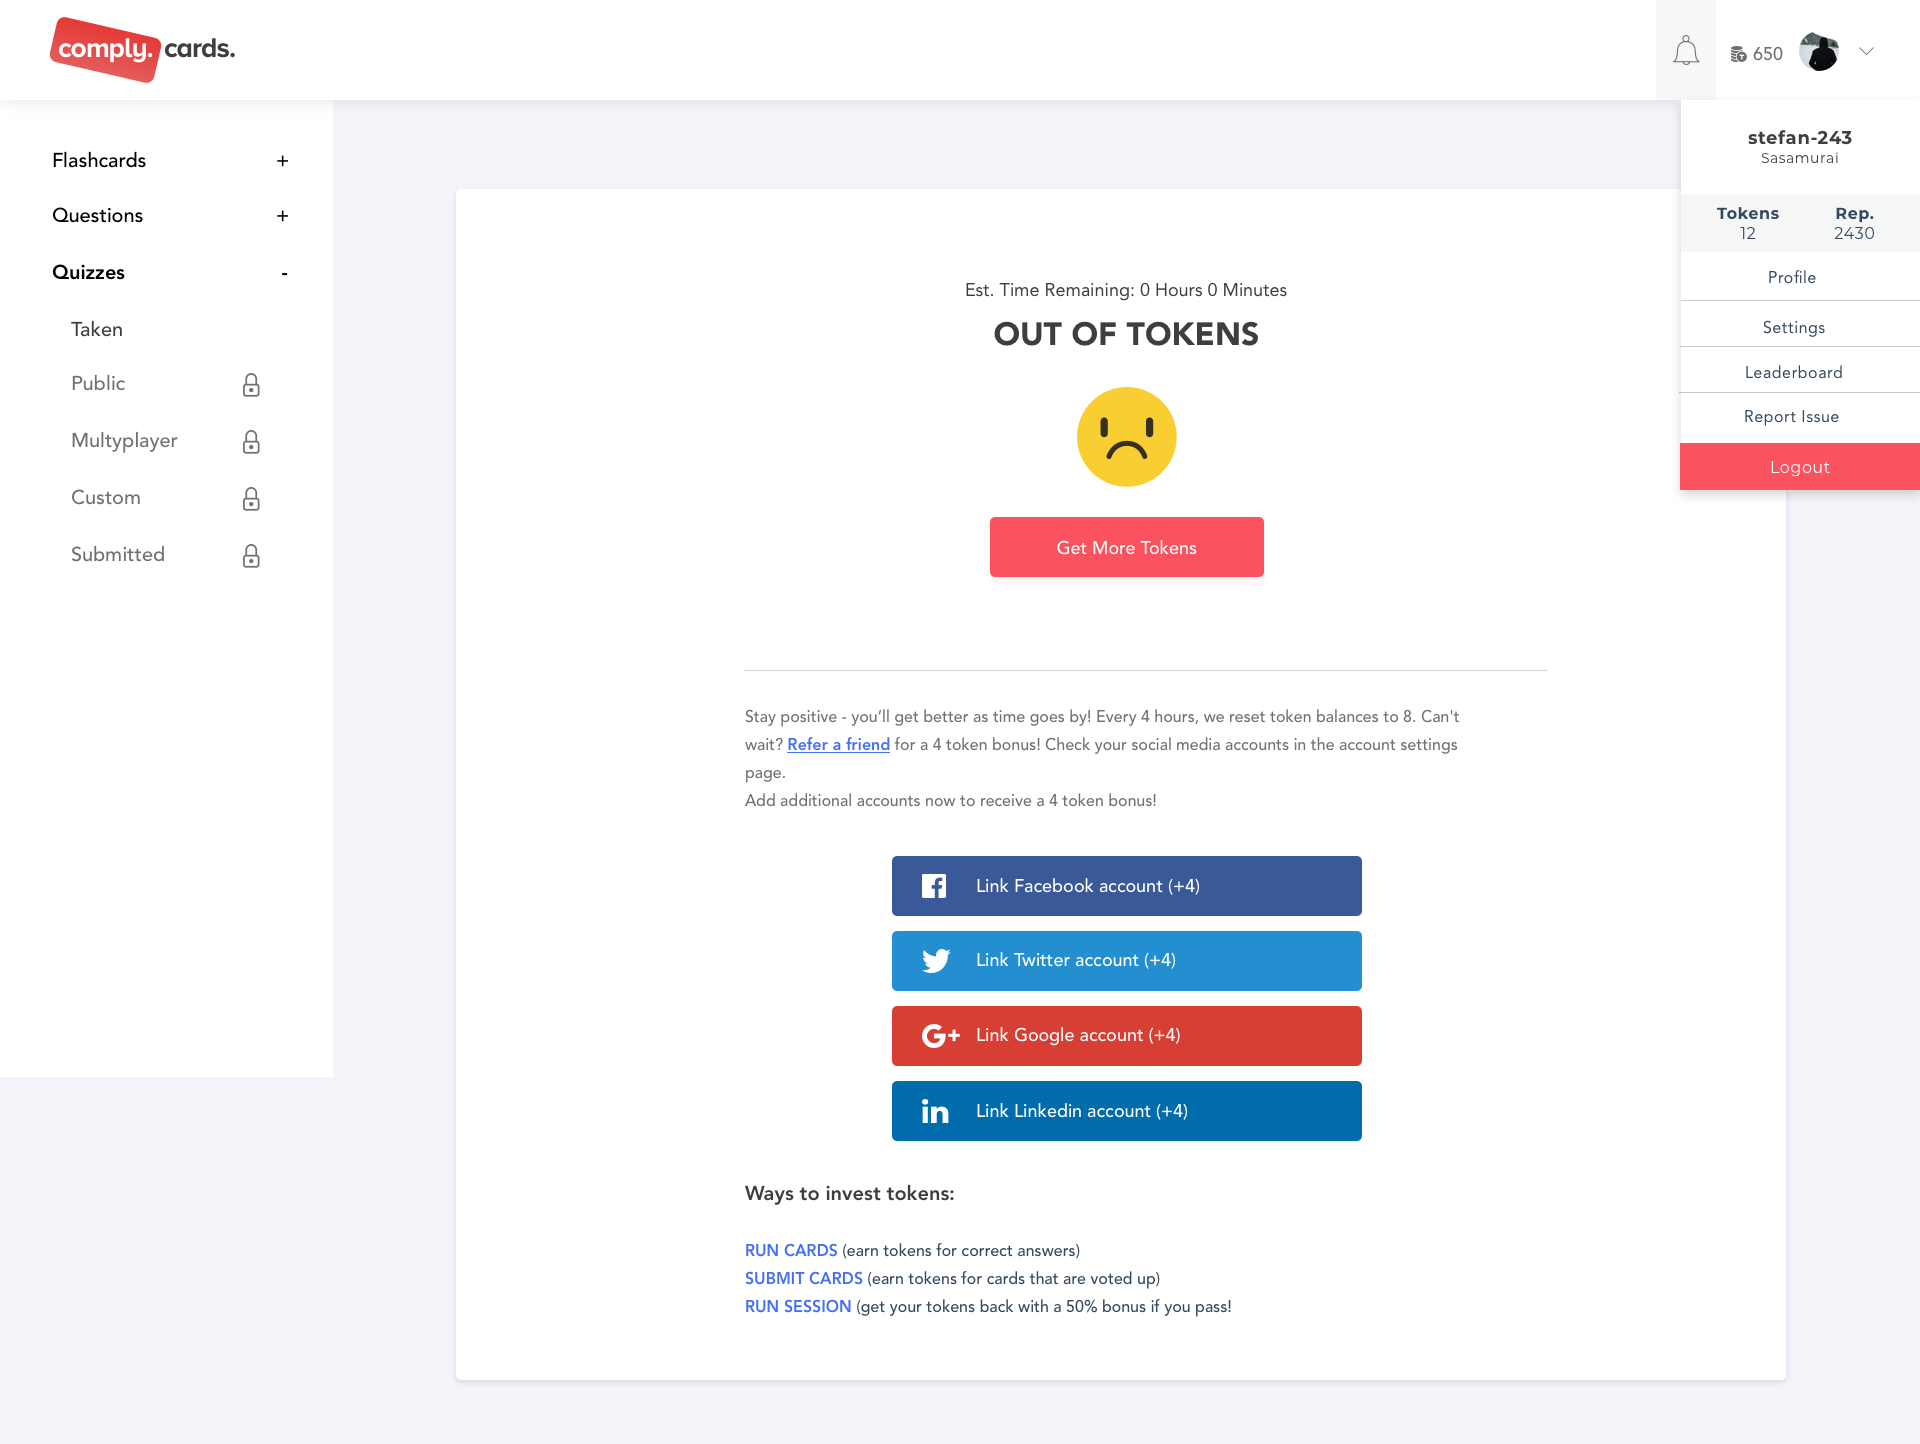 comply. cards.
650
stefan-243
Sasamurai
Tokens Rep.
12 2430
Profile
Settings
Leaderboard
Report Issue
Logout
Flashcards +
Questions +
Quizzes -
Taken
Public
Multyplayer
Custom
Submitted
Est. Time Remaining: 0 Hours 0 Minutes
OUT OF TOKENS
Get More Tokens
Stay positive - you’ll get better as time goes by! Every 4 hours, we reset token balances to 8. Can't
wait? Refer a friend for a 4 token bonus! Check your social media accounts in the account settings
page.
Add additional accounts now to receive a 4 token bonus!
Link Facebook account (+4)
Link Twitter account (+4)
G+ Link Google account (+4)
in Link Linkedin account (+4)
Ways to invest tokens:
RUN CARDS (earn tokens for correct answers)
SUBMIT CARDS (earn tokens for cards that are voted up)
RUN SESSION (get your tokens back with a 50% bonus if you pass!